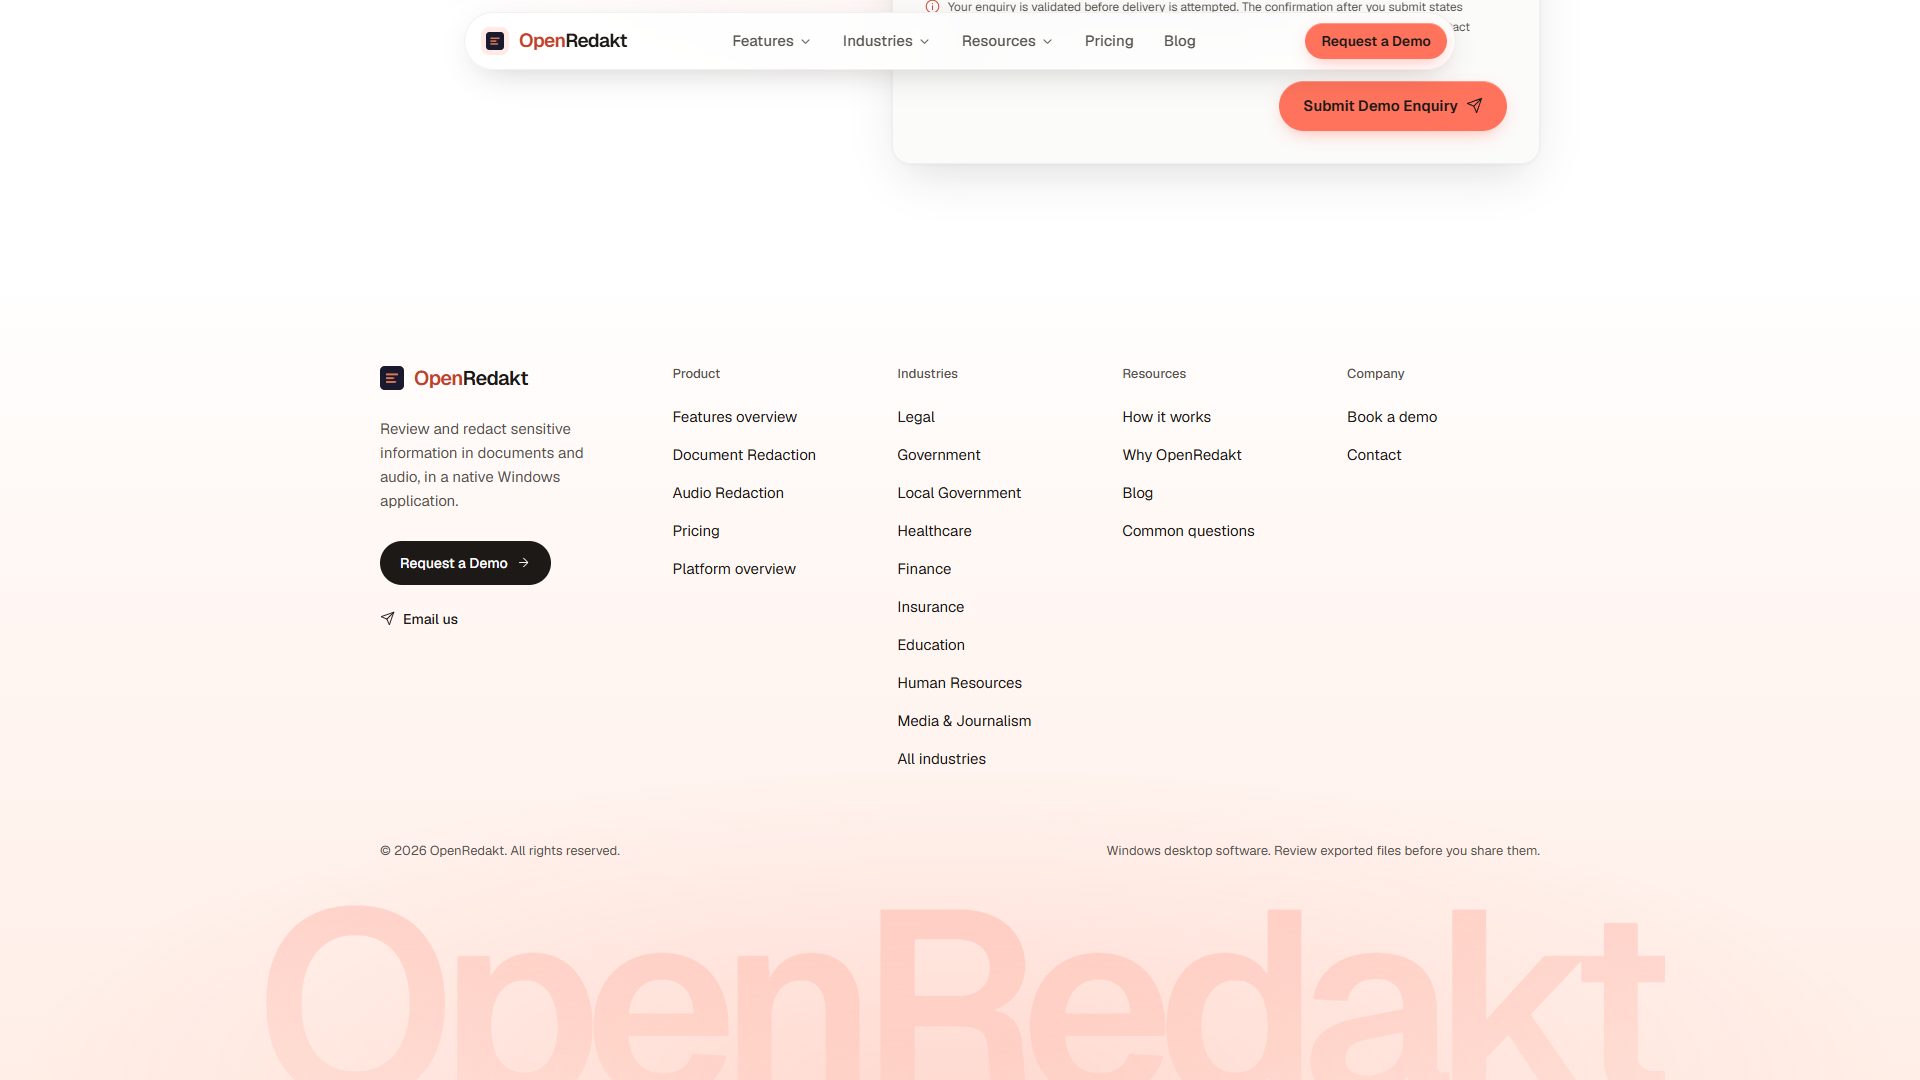 Your enquiry is validated before delivery is attempted. The confirmation after you submit states
act
OpenRedakt
Features
Industries
Resources
Pricing
Blog
Request a Demo
Submit Demo Enquiry
OpenRedakt
Review and redact sensitive
information in documents and
audio, in a native Windows
application.
Request a Demo
Email us
Product
Features overview
Document Redaction
Audio Redaction
Pricing
Platform overview
Industries
Legal
Government
Local Government
Healthcare
Finance
Insurance
Education
Human Resources
Media & Journalism
All industries
Resources
How it works
Why OpenRedakt
Blog
Common questions
Company
Book a demo
Contact
© 2026 OpenRedakt. All rights reserved.
Windows desktop software. Review exported files before you share them.
OpenRedakt